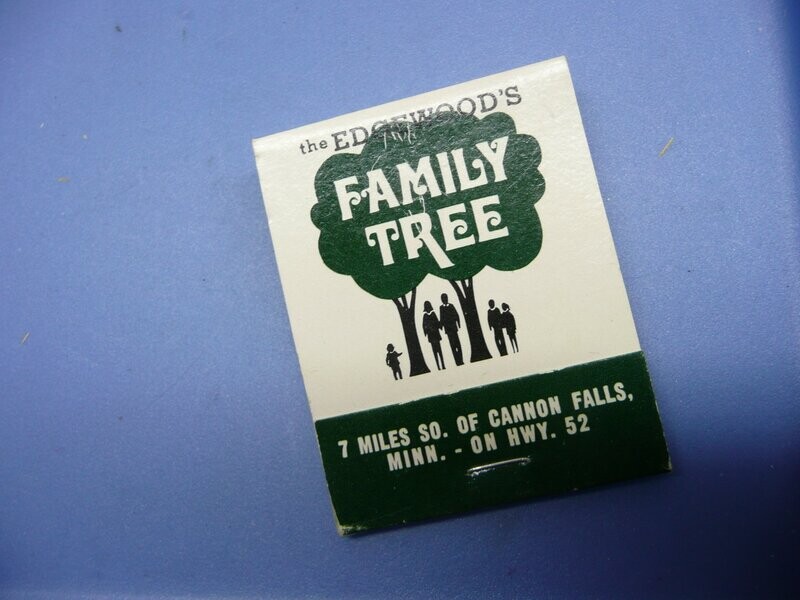 the EDGEWOOD'S
FAMILY
TREE
7 MILES SO. OF CANNON FALLS,
MINN. - ON HWY. 52